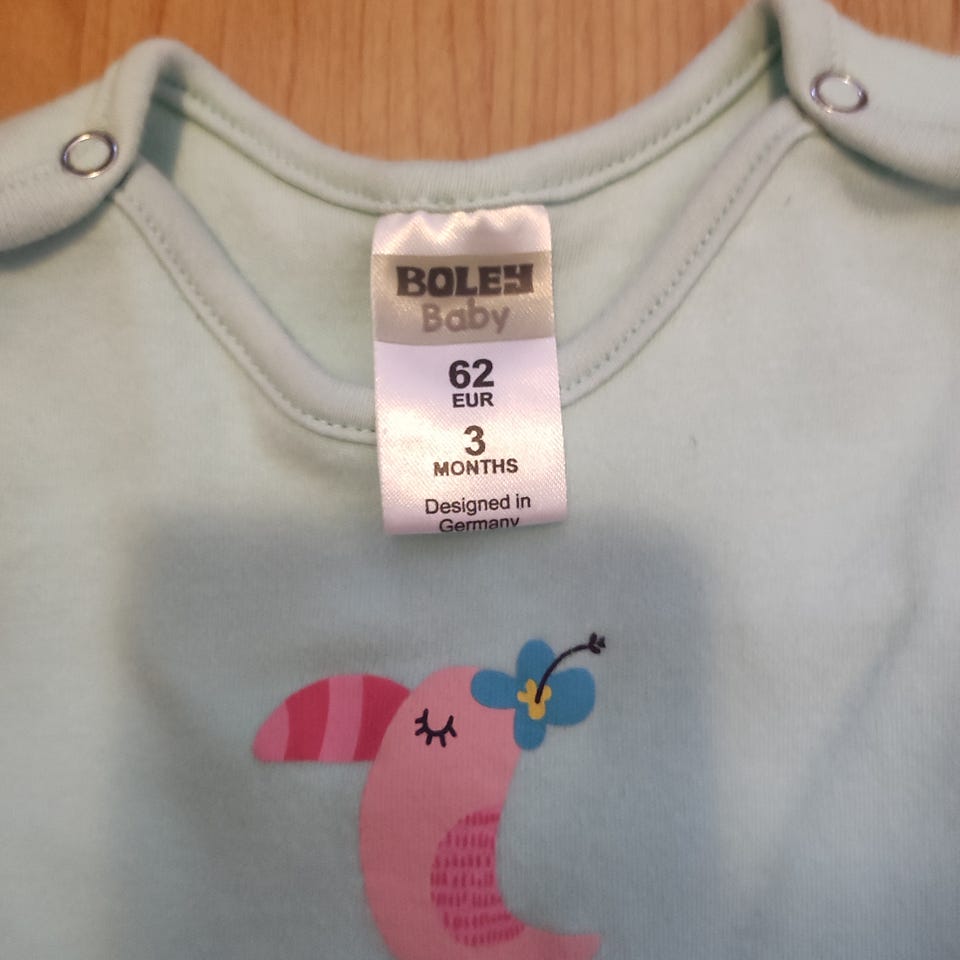 BOLEY
Baby
62
EUR
3
MONTHS
Designed in
Germany